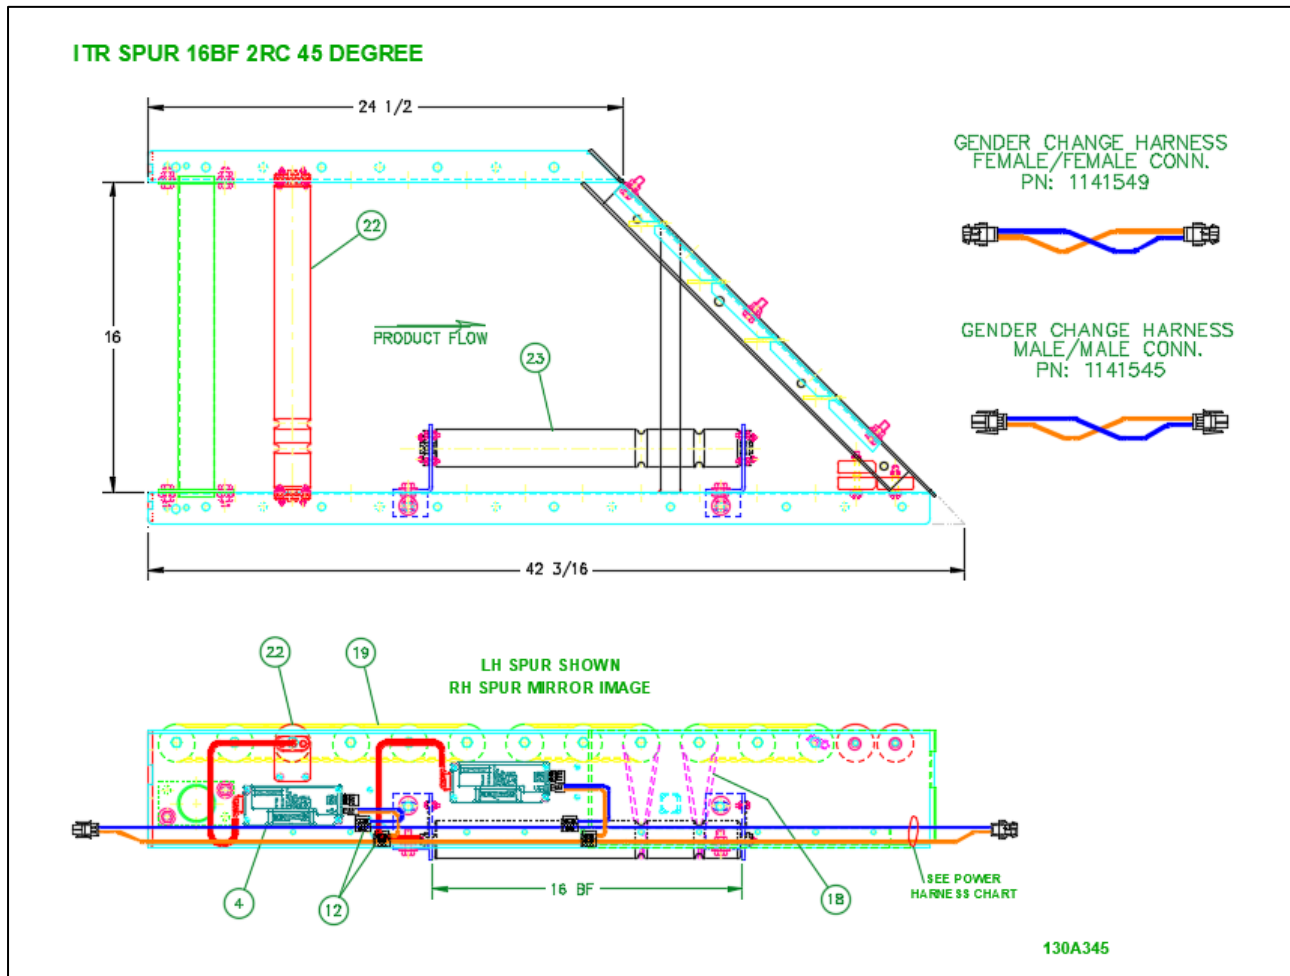 ITR SPUR 16BF 2RC 45 DEGREE
24 1/2
GENDER CHANGE HARNESS
FEMALE/FEMALE CONN.
PN: 1141549
22
16
PRODUCT FLOW
23
GENDER CHANGE HARNESS
MALE/MALE CONN.
PN: 1141545
42 3/16
22
19
LH SPUR SHOWN
RH SPUR MIRROR IMAGE
16 BF
4
12
18
SEE POWER
HARNESS CHART
130A345